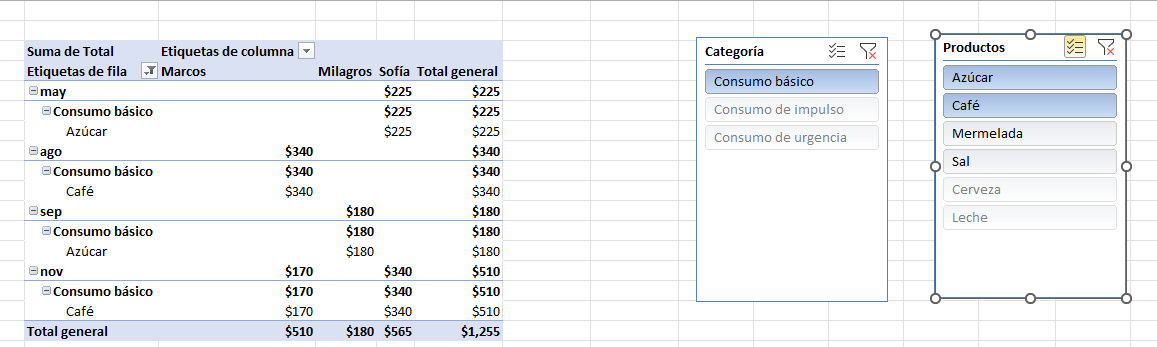 Suma de Total Etiquetas de columna
Etiquetas de fila Marcos Milagros Sofía Total general
may $225 $225
Consumo básico $225 $225
Azúcar $225 $225
ago $340 $340
Consumo básico $340 $340
Café $340 $340
sep $180 $180
Consumo básico $180 $180
Azúcar $180 $180
nov $170 $340 $510
Consumo básico $170 $340 $510
Café $170 $340 $510
Total general $510 $180 $565 $1,255
Categoría
Consumo básico
Consumo de impulso
Consumo de urgencia
Productos
Azúcar
Café
Mermelada
Sal
Cerveza
Leche